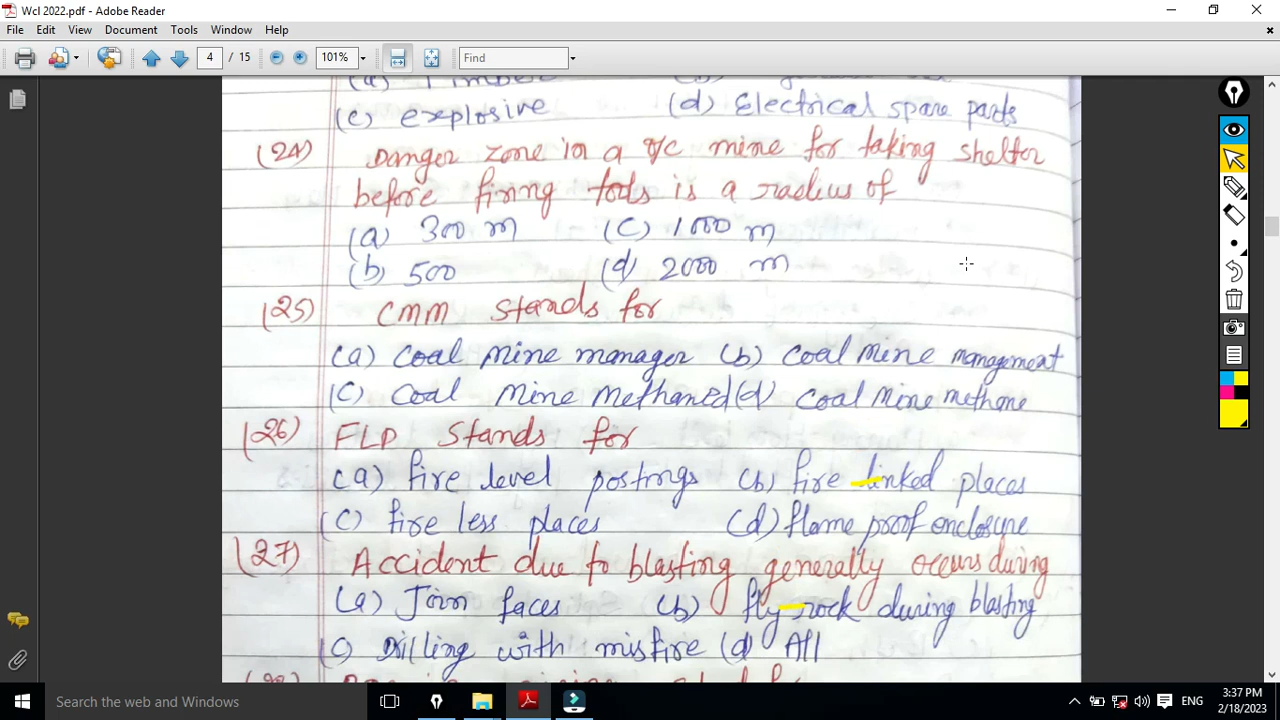 Wcl 2022.pdf - Adobe Reader
File Edit View Document Tools Window Help
4 / 15 101% Find
(c) explosive (d) Electrical spare parts
(24) Danger zone in a o/c mine for taking shelter
before firing is a radius of
(a) 300 m (c) 1000 m
(b) 500 (d) 2000 m
(25) CMM stands for
(a) Coal Mine manager (b) Coal Mine management
(c) Coal Mine Methaned (d) Coal Mine methane
(26) FLP Stands for
(a) fire level postings (b) fire linked places
(c) fire less places (d) flame proof enclosure
(27) Accident due to blasting generally occurs during
(a) faces (b) fly rock during blasting
(c) Drilling with misfire (d) All
Search the web and Windows
ENG
3:37 PM
2/18/2023